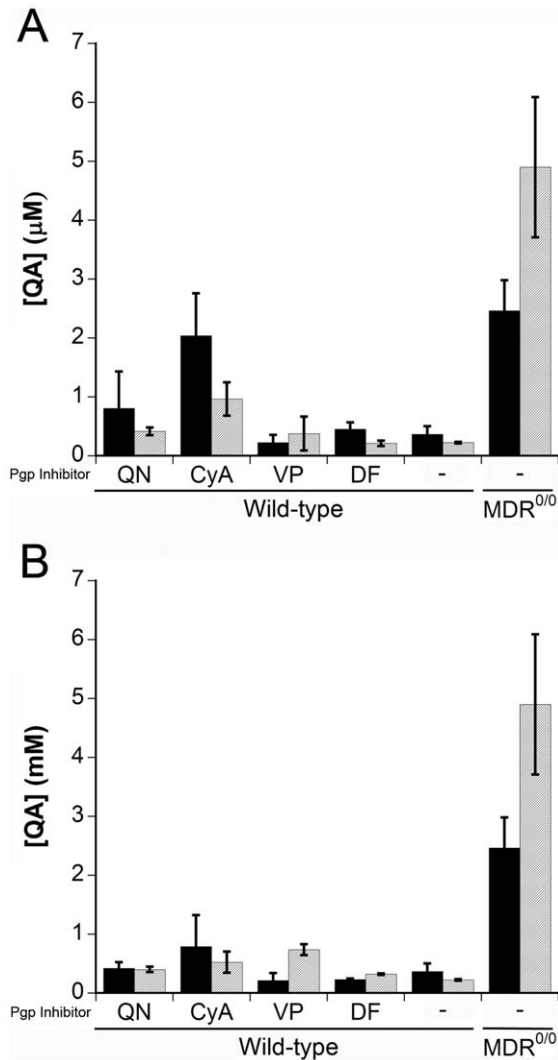 A
7
6
5
4
3
2
1
0
[QA] (μM)
Pgp Inhibitor QN CyA VP DF - -
Wild-type MDR0/0
B
7
6
5
4
3
2
1
0
[QA] (mM)
Pgp Inhibitor QN CyA VP DF - -
Wild-type MDR0/0